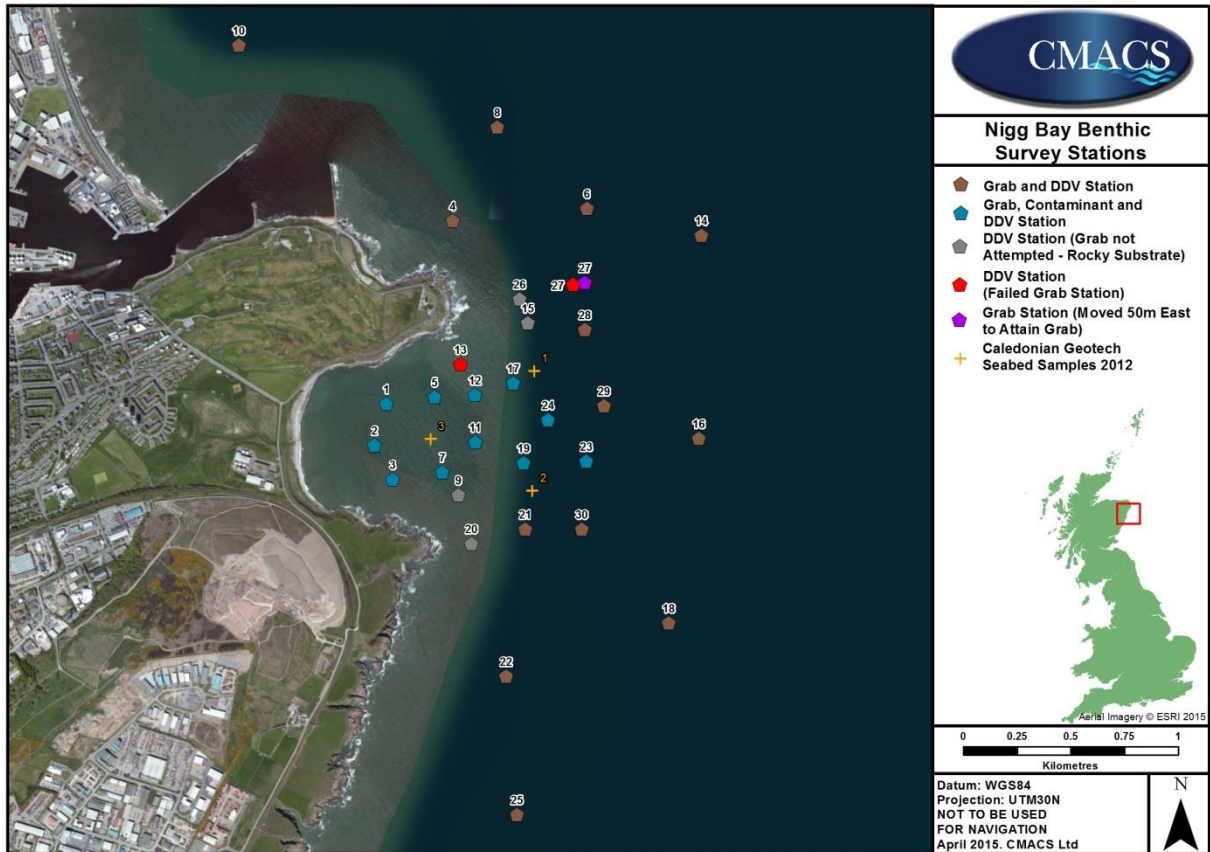 10
8
6
4
14
27
27
26
15
28
13
1
17
12
5
1
29
24
16
3
11
2
19
23
7
3
2
9
21
30
20
18
22
25
CMACS
Nigg Bay Benthic
Survey Stations
Grab and DDV Station
Grab, Contaminant and
DDV Station
DDV Station (Grab not
Attempted - Rocky Substrate)
DDV Station
(Failed Grab Station)
Grab Station (Moved 50m East
to Attain Grab)
Caledonian Geotech
Seabed Samples 2012
Aerial Imagery © ESRI 2015
0 0.25 0.5 0.75 1
Kilometres
Datum: WGS84
Projection: UTM30N
NOT TO BE USED
FOR NAVIGATION
April 2015. CMACS Ltd
N